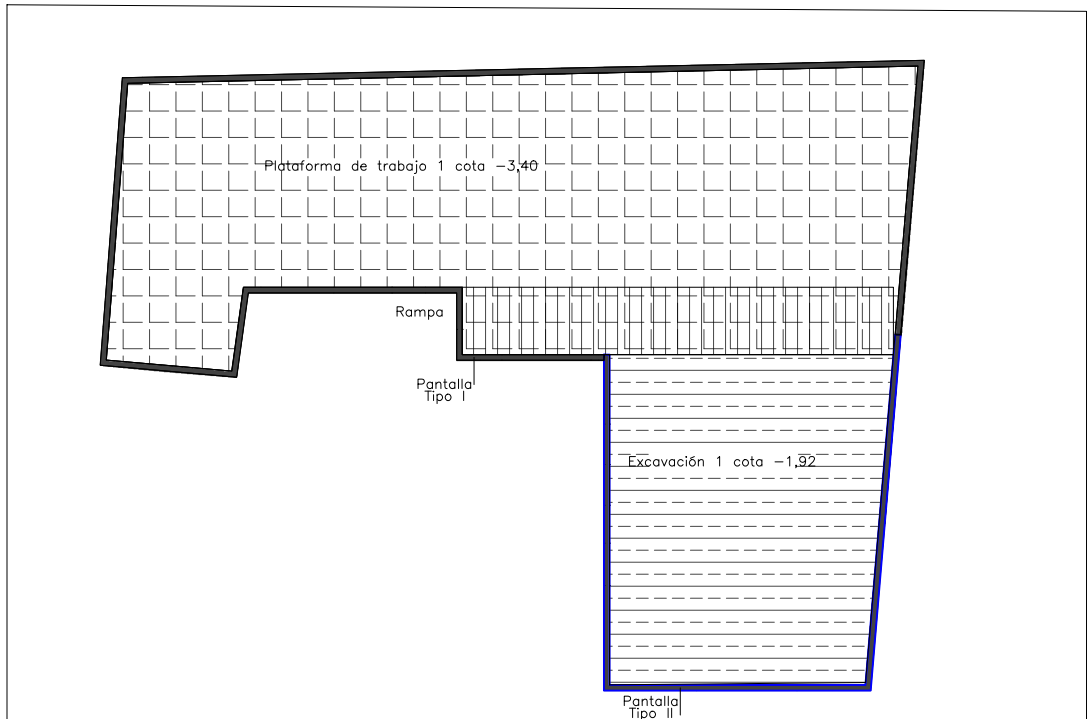 Plataforma de trabajo 1 cota -3,40
Rampa
Pantalla
Tipo I
Excavación 1 cota -1,92
Pantalla
Tipo II